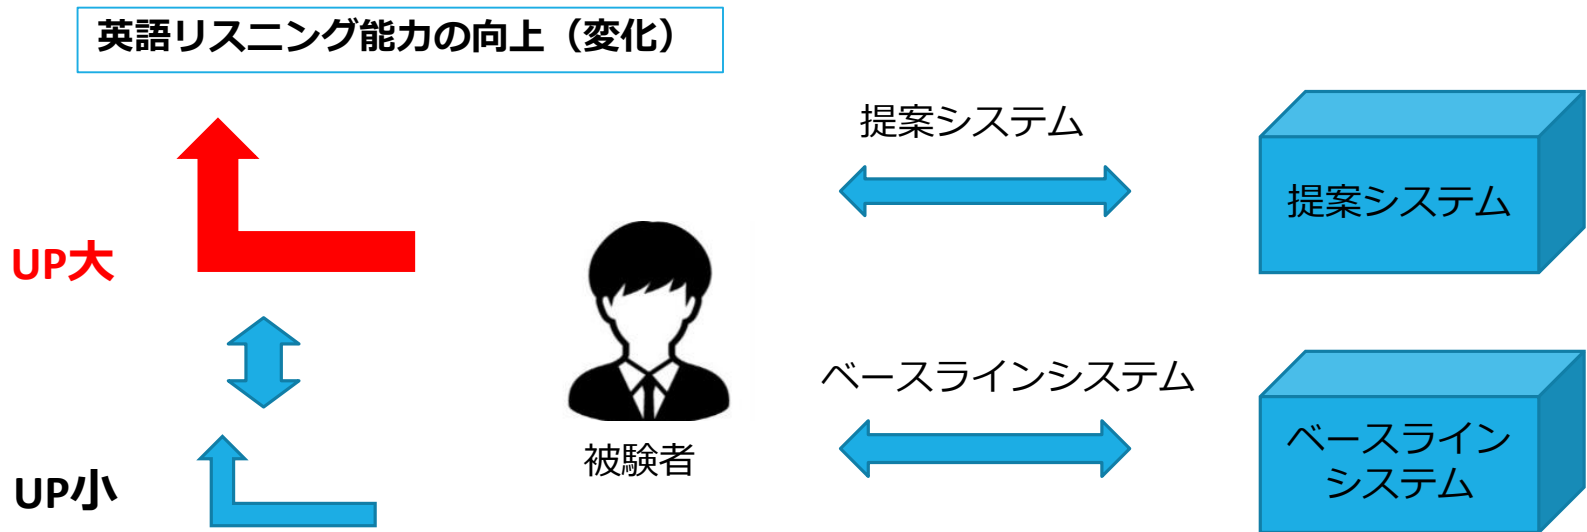 英語リスニング能力の向上（変化）
提案システム
提案システム
UP大
ベースラインシステム
ベースライン
システム
被験者
UP小